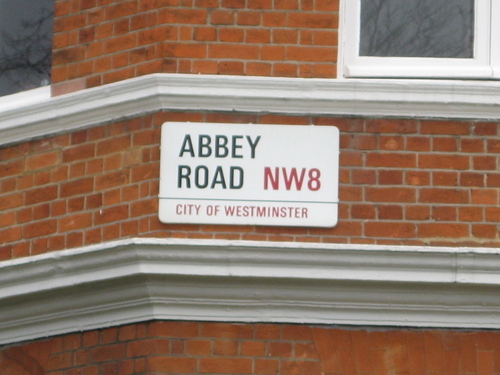 ABBEY
ROAD NW8
CITY OF WESTMINSTER